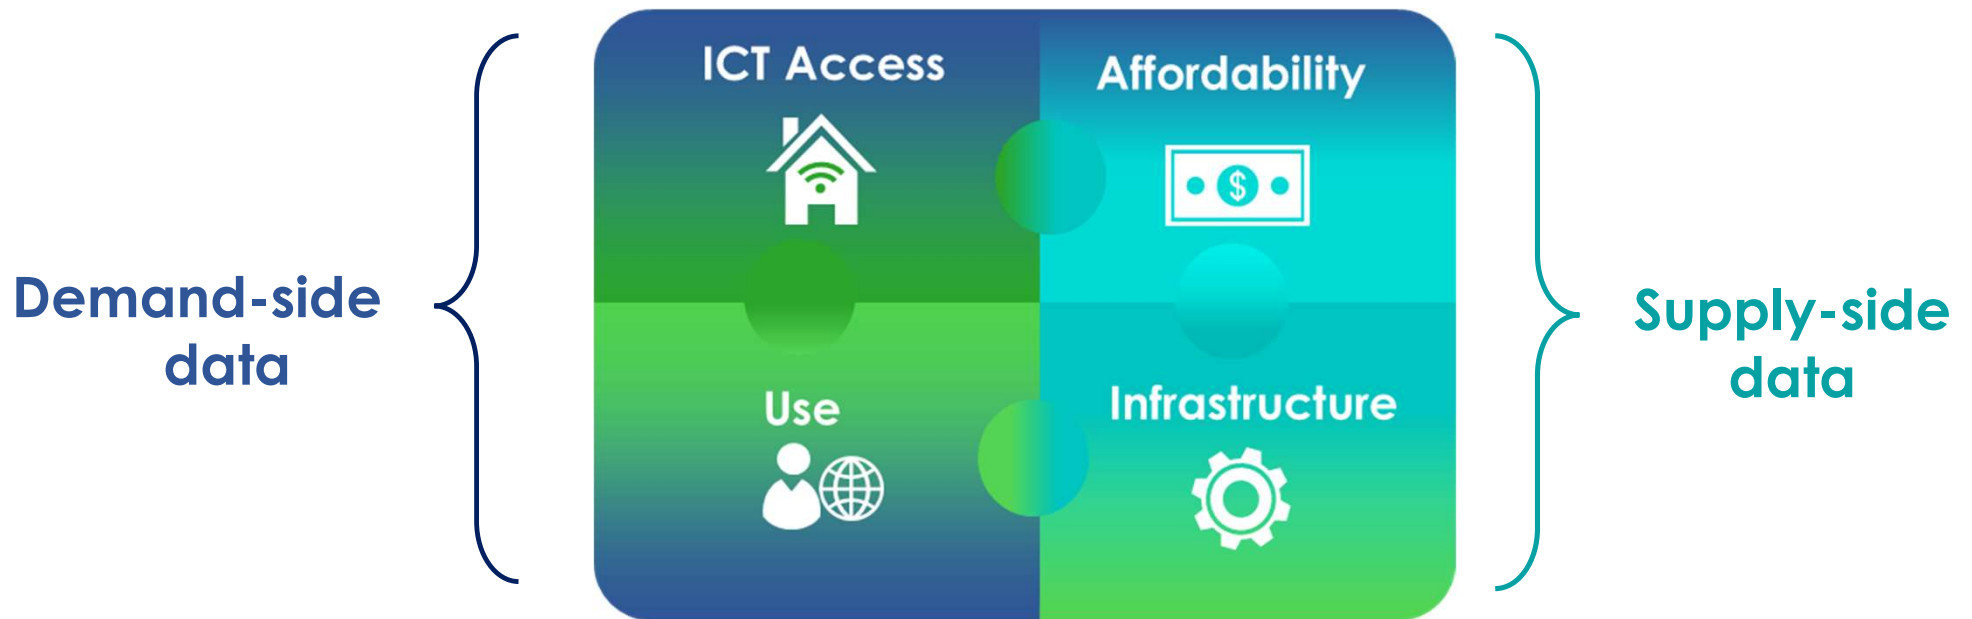 Demand-side
data
ICT Access
Affordability
$
Use
Infrastructure
Supply-side
data